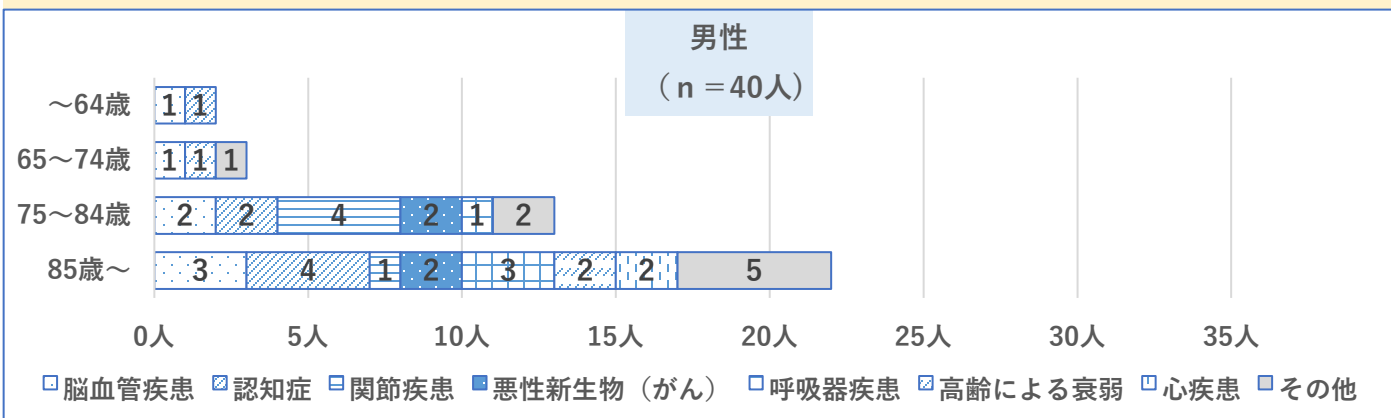 男性
（ｎ＝40人）
～64歳 1 1
65～74歳 1 1 1
75～84歳 2 2 4 2 1 2
85歳～ 3 4 1 2 3 2 2 5
0人 5人 10人 15人 20人 25人 30人 35人
脳血管疾患 認知症 関節疾患 悪性新生物（がん） 呼吸器疾患 高齢による衰弱 心疾患 その他